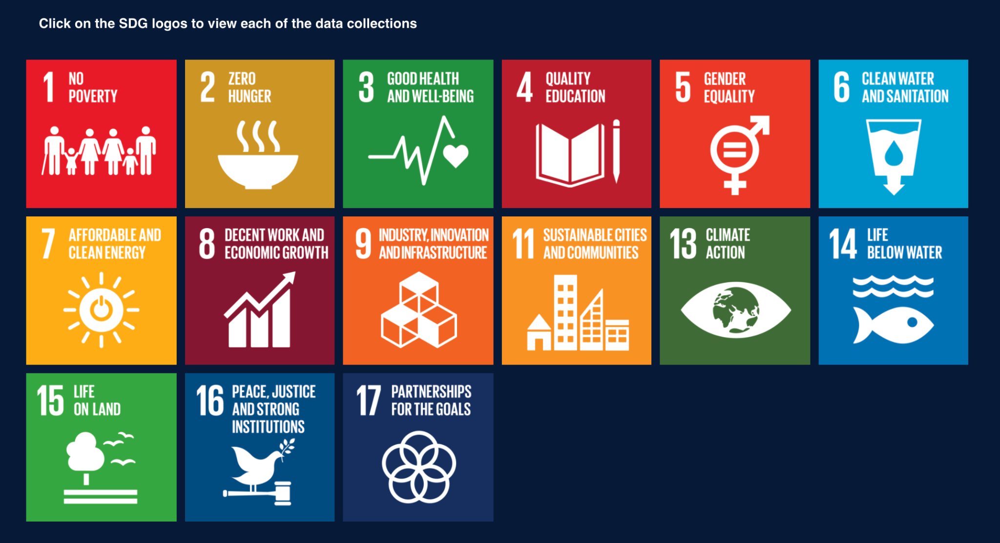 Click on the SDG logos to view each of the data collections
1 NO
POVERTY
2 ZERO
HUNGER
3 GOOD HEALTH
AND WELL-BEING
4 QUALITY
EDUCATION
5 GENDER
EQUALITY
6 CLEAN WATER
AND SANITATION
7 AFFORDABLE AND
CLEAN ENERGY
8 DECENT WORK AND
ECONOMIC GROWTH
9 INDUSTRY, INNOVATION
AND INFRASTRUCTURE
11 SUSTAINABLE CITIES
AND COMMUNITIES
13 CLIMATE
ACTION
14 LIFE
BELOW WATER
15 LIFE
ON LAND
16 PEACE, JUSTICE
AND STRONG
INSTITUTIONS
17 PARTNERSHIPS
FOR THE GOALS